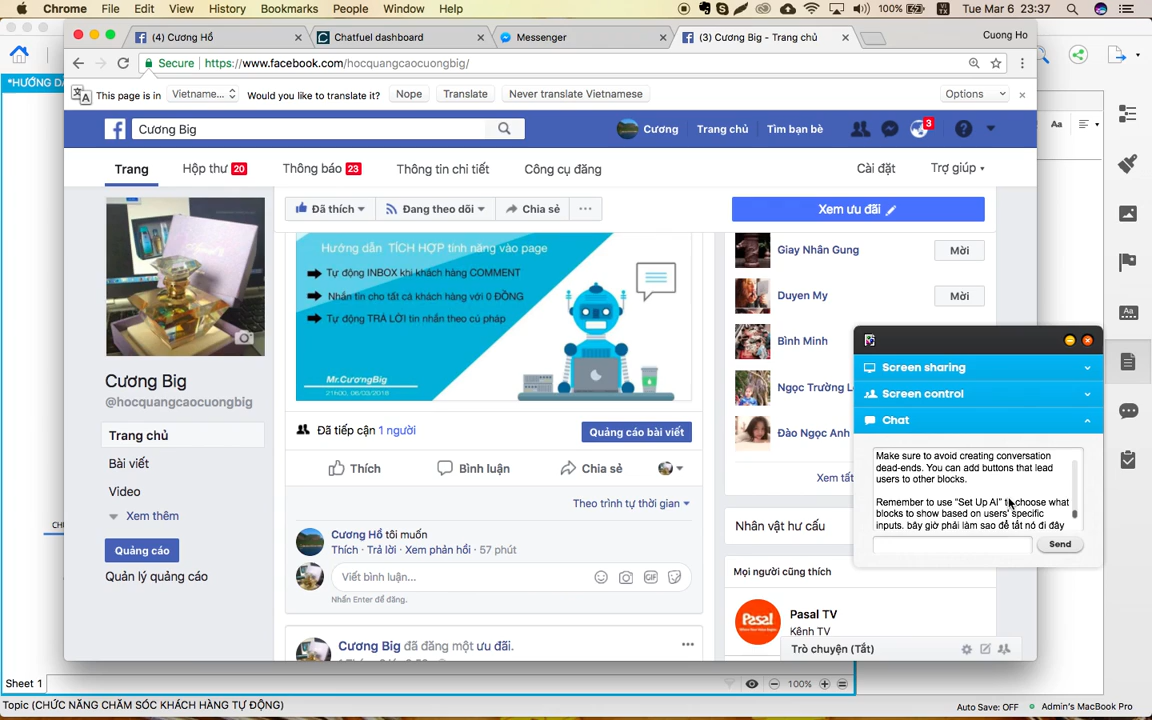 Chrome File Edit View History Bookmarks People Window Help
100% Tue Mar 6 23:37
(4) Cương Hồ
Chatfuel dashboard
Messenger
(3) Cương Big - Trang chủ
Cuong Ho
Secure https://www.facebook.com/hocquangcaocuongbig/
*HƯỚNG D
This page is in Vietname... Would you like to translate it? Nope Translate Never translate Vietnamese Options
Cương Big
Cương Trang chủ Tìm bạn bè 3
Trang Hộp thư 20 Thông báo 23 Thông tin chi tiết Công cụ đăng Cài đặt Trợ giúp
Đã thích Đang theo dõi Chia sẻ
Xem ưu đãi
Hướng dẫn TÍCH HỢP tính năng vào page
Tự động INBOX khi khách hàng COMMENT
Nhắn tin cho tất cả khách hàng với 0 ĐỒNG
Tự động TRẢ LỜI tin nhắn theo cú pháp
Mr.CươngBig
21H00, 06/03/2018
Cương Big
@hocquangcaocuongbig
Trang chủ
Bài viết
Video
Xem thêm
Quảng cáo
Quản lý quảng cáo
Đã tiếp cận 1 người
Quảng cáo bài viết
Thích Bình luận Chia sẻ
Theo trình tự thời gian
Cương Hồ tôi muốn
Thích · Trả lời · Xem phản hồi · 57 phút
Viết bình luận...
GIF
Nhấn Enter để đăng.
Cương Big đã đăng một ưu đãi.
Giay Nhân Gung Mời
Duyen My Mời
Bình Minh
Ngọc Trường L
Đào Ngọc Anh
Xem tất
Nhân vật hư cấu
Mọi người cũng thích
Pasal TV
Kênh TV
Pasal
Trò chuyện (Tắt)
Screen sharing
Screen control
Chat
Make sure to avoid creating conversation
dead-ends. You can add buttons that lead
users to other blocks.
Remember to use "Set Up AI" to choose what
blocks to show based on users' specific
inputs. bây giờ phải làm sao để tắt nó đi đây
Send
Aa
Sheet 1
100%
Topic (CHỨC NĂNG CHĂM SÓC KHÁCH HÀNG TỰ ĐỘNG)
Auto Save: OFF Admin's MacBook Pro